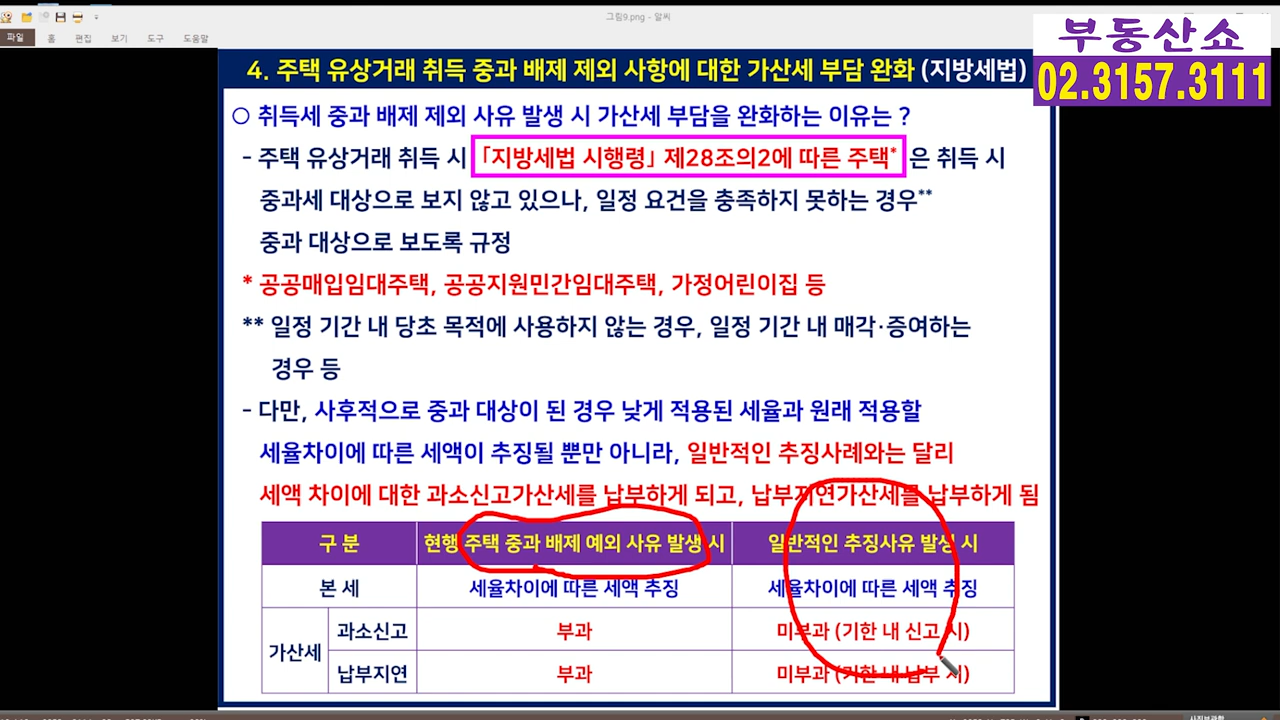 그림9.png - 알씨
파일 홈 편집 보기 도구 도움말
부동산쇼
02.3157.3111
4. 주택 유상거래 취득 중과 배제 제외 사항에 대한 가산세 부담 완화 (지방세법)
○ 취득세 중과 배제 제외 사유 발생 시 가산세 부담을 완화하는 이유는 ?
- 주택 유상거래 취득 시 「지방세법 시행령」 제28조의2에 따른 주택* 은 취득 시
중과세 대상으로 보지 않고 있으나, 일정 요건을 충족하지 못하는 경우**
중과 대상으로 보도록 규정
* 공공매입임대주택, 공공지원민간임대주택, 가정어린이집 등
** 일정 기간 내 당초 목적에 사용하지 않는 경우, 일정 기간 내 매각·증여하는
경우 등
- 다만, 사후적으로 중과 대상이 된 경우 낮게 적용된 세율과 원래 적용할
세율차이에 따른 세액이 추징될 뿐만 아니라, 일반적인 추징사례와는 달리
세액 차이에 대한 과소신고가산세를 납부하게 되고, 납부지연가산세를 납부하게 됨
구 분 현행 주택 중과 배제 예외 사유 발생 시 일반적인 추징사유 발생 시
본 세 세율차이에 따른 세액 추징 세율차이에 따른 세액 추징
가산세 과소신고 부과 미부과 (기한 내 신고 시)
납부지연 부과 미부과 (기한 내 납부 시)